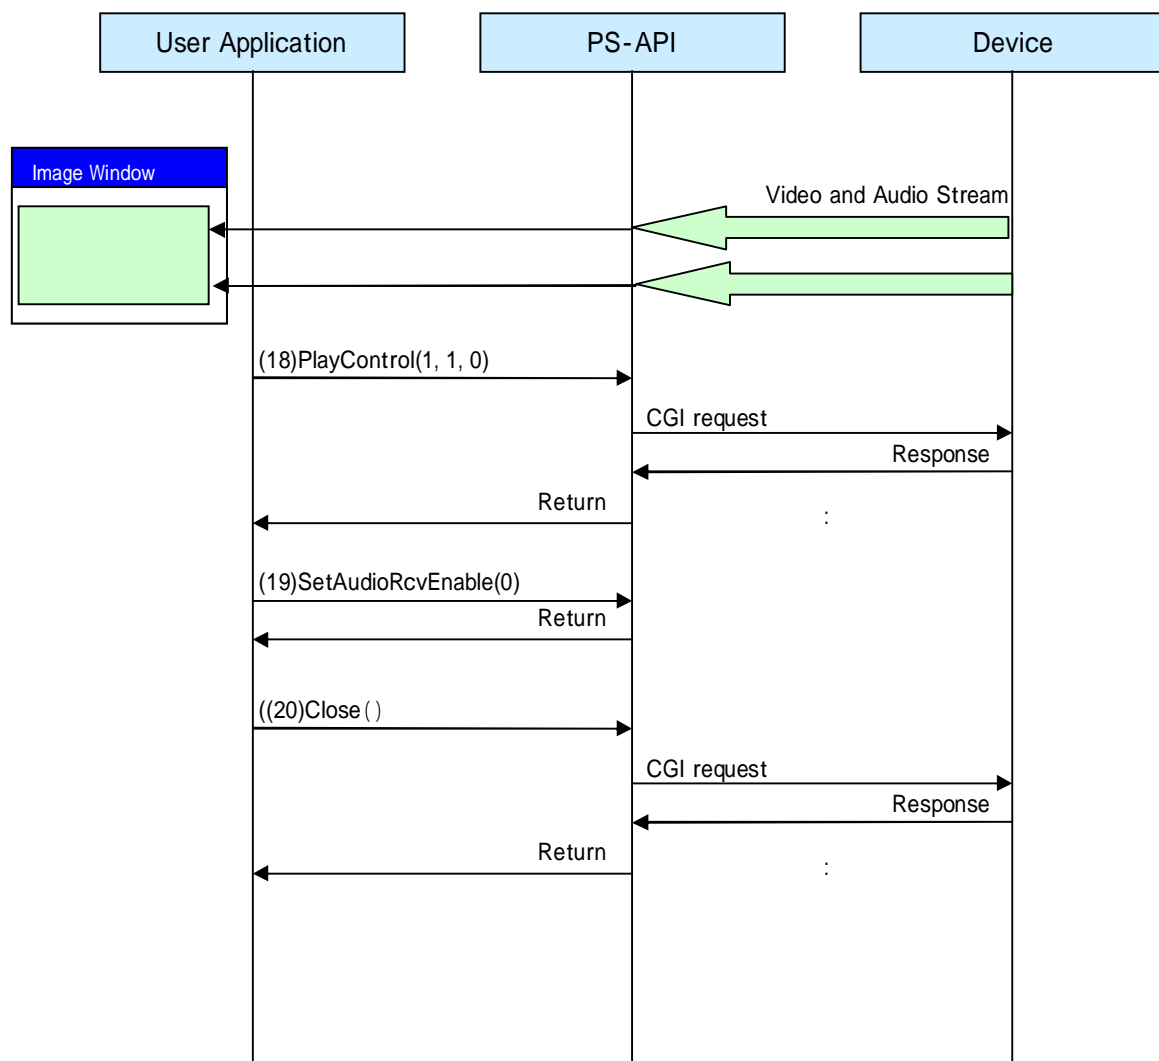 User Application
PS-API
Device
Image Window
Video and Audio Stream
(18)PlayControl(1, 1, 0)
CGI request
Response
Return
:
(19)SetAudioRcvEnable(0)
Return
((20)Close ( )
CGI request
Response
Return
: